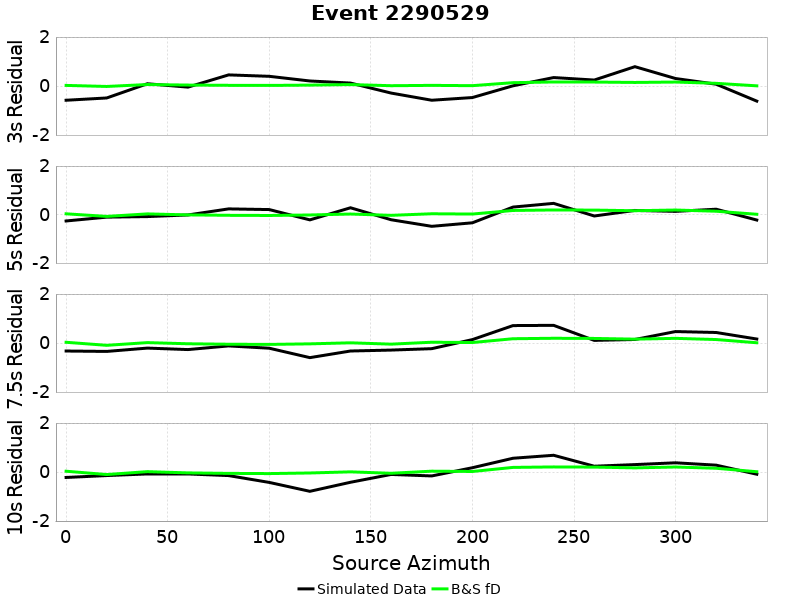 Event 2290529
3s Residual
2
0
-2
5s Residual
2
0
-2
7.5s Residual
2
0
-2
10s Residual
2
0
-2
0 50 100 150 200 250 300
Source Azimuth
Simulated Data B&S fD